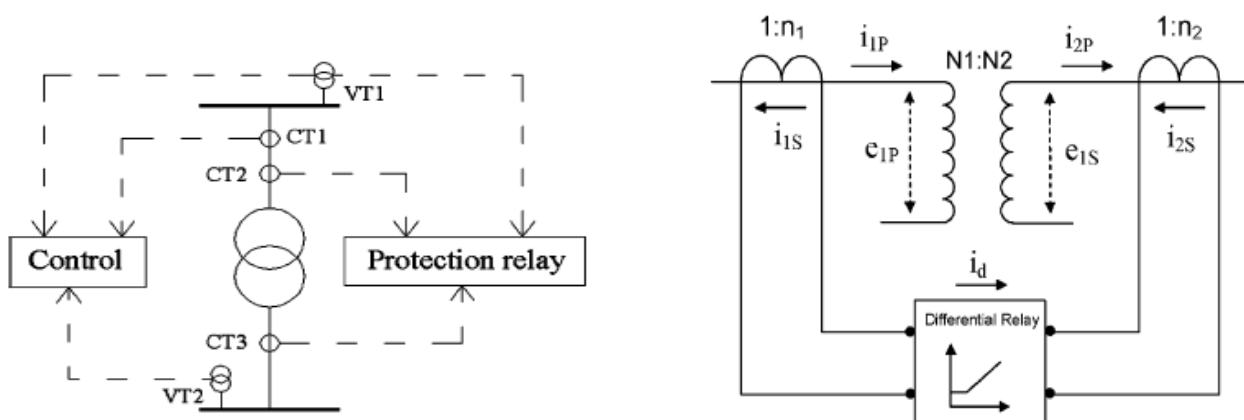 VT1
CT1
CT2
Control
Protection relay
CT3
VT2
1:n₁
i₁P
N1:N2
i₂P
1:n₂
i₁S
e₁P
e₁S
i₂S
i_d
Differential Relay